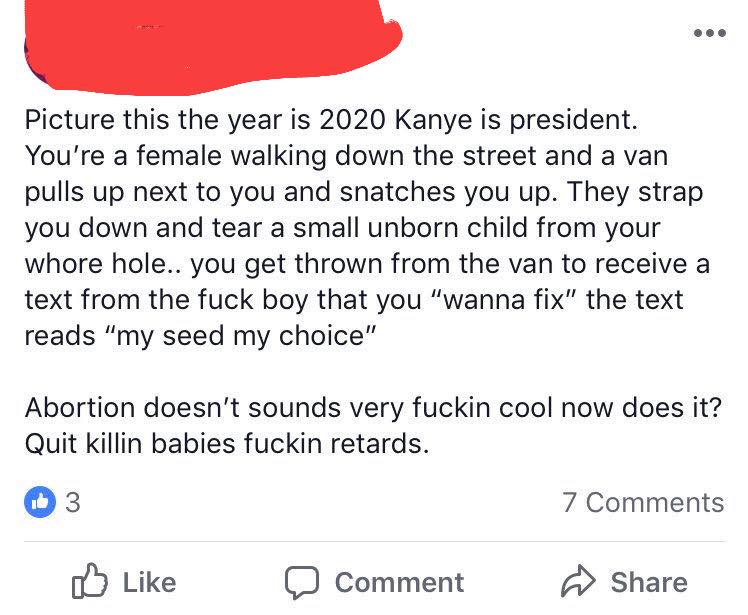 Picture this the year is 2020 Kanye is president.
You're a female walking down the street and a van
pulls up next to you and snatches you up. They strap
you down and tear a small unborn child from your
whore hole.. you get thrown from the van to receive a
text from the fuck boy that you “wanna fix” the text
reads “my seed my choice”
Abortion doesn't sounds very fuckin cool now does it?
Quit killin babies fuckin retards.
3 7 Comments
Like Comment Share